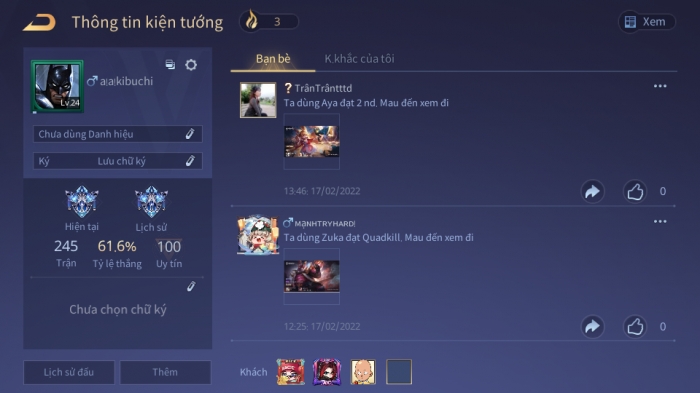 Thông tin kiện tướng
3
Xem
Lv.24
aịaịkibuchi
Chưa dùng Danh hiệu
Ký Lưu chữ ký
Hiện tại Lịch sử
245 61,6% 100
Trận Tỷ lệ thắng Uy tín
Chưa chọn chữ ký
Lịch sử đấu Thêm
Bạn bè K.khắc của tôi
? TrânTrântttd
Ta dùng Aya đạt 2 nd, Mau đến xem đi
13:46: 17/02/2022
0
MạNHTRYHARD!
Ta dùng Zuka đạt Quadkill, Mau đến xem đi
12:25: 17/02/2022
0
Khách